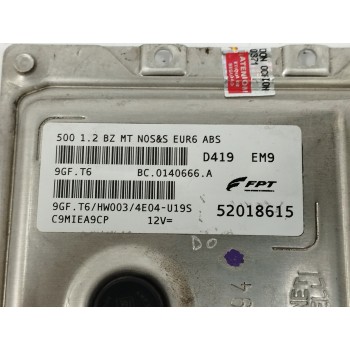 500 1.2 BZ MT NOS&S EUR6 ABS
D419 EM9
9GF.T6 BC.0140666.A
FPT
9GF.T6/HW003/4E04-U19S 52018615
C9MIEA9CP 12V=
DO